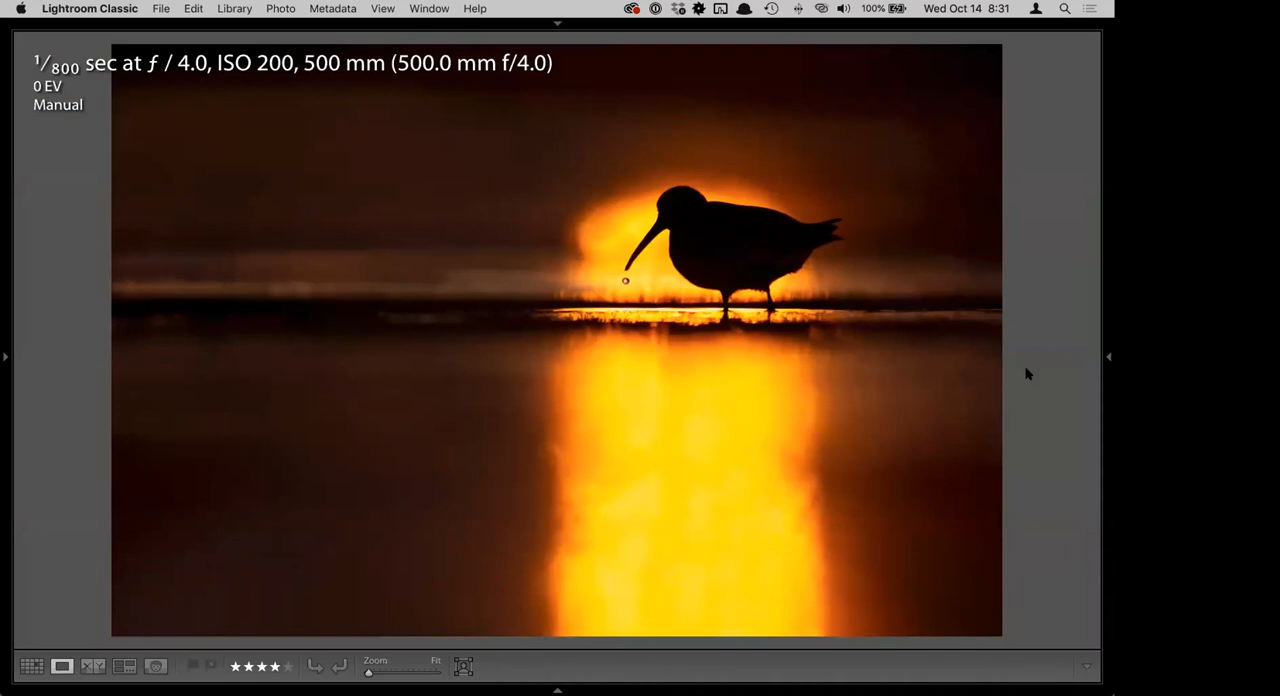 Lightroom Classic File Edit Library Photo Metadata View Window Help 100% Wed Oct 14 8:31
1/800 sec at ƒ / 4.0, ISO 200, 500 mm (500.0 mm f/4.0)
0 EV
Manual
Zoom Fit